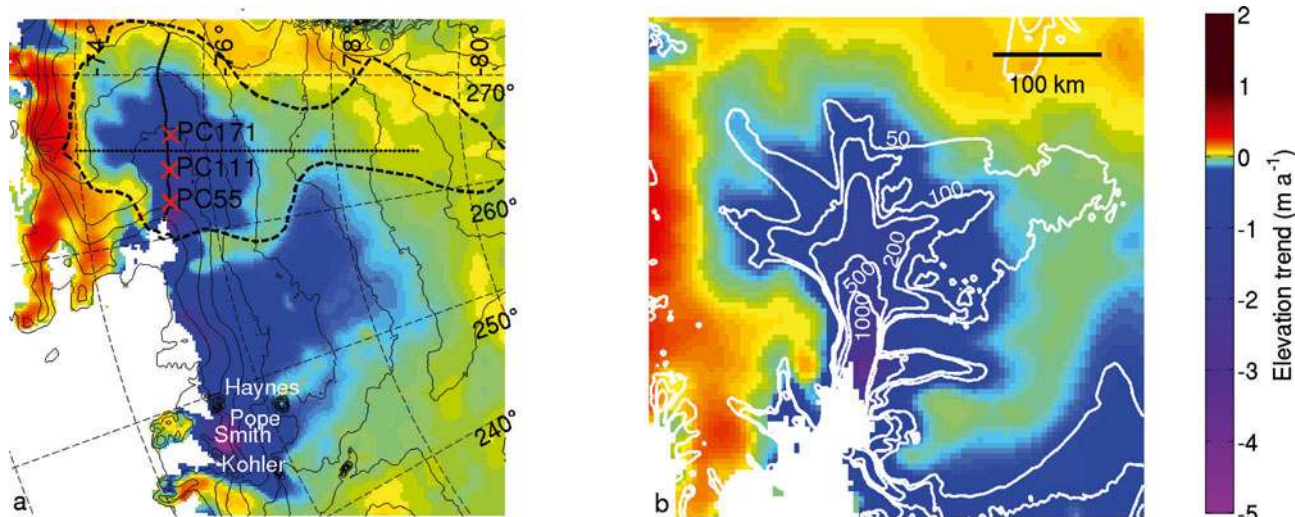 -74°
-76°
-78°
-80°
270°
PC171
PC111
PC55
260°
250°
Haynes
Pope
Smith
Kohler
240°
a
100 km
50
100
200
500
1000
b
2
1
0
-1
-2
-3
-4
-5
Elevation trend (m a⁻¹)